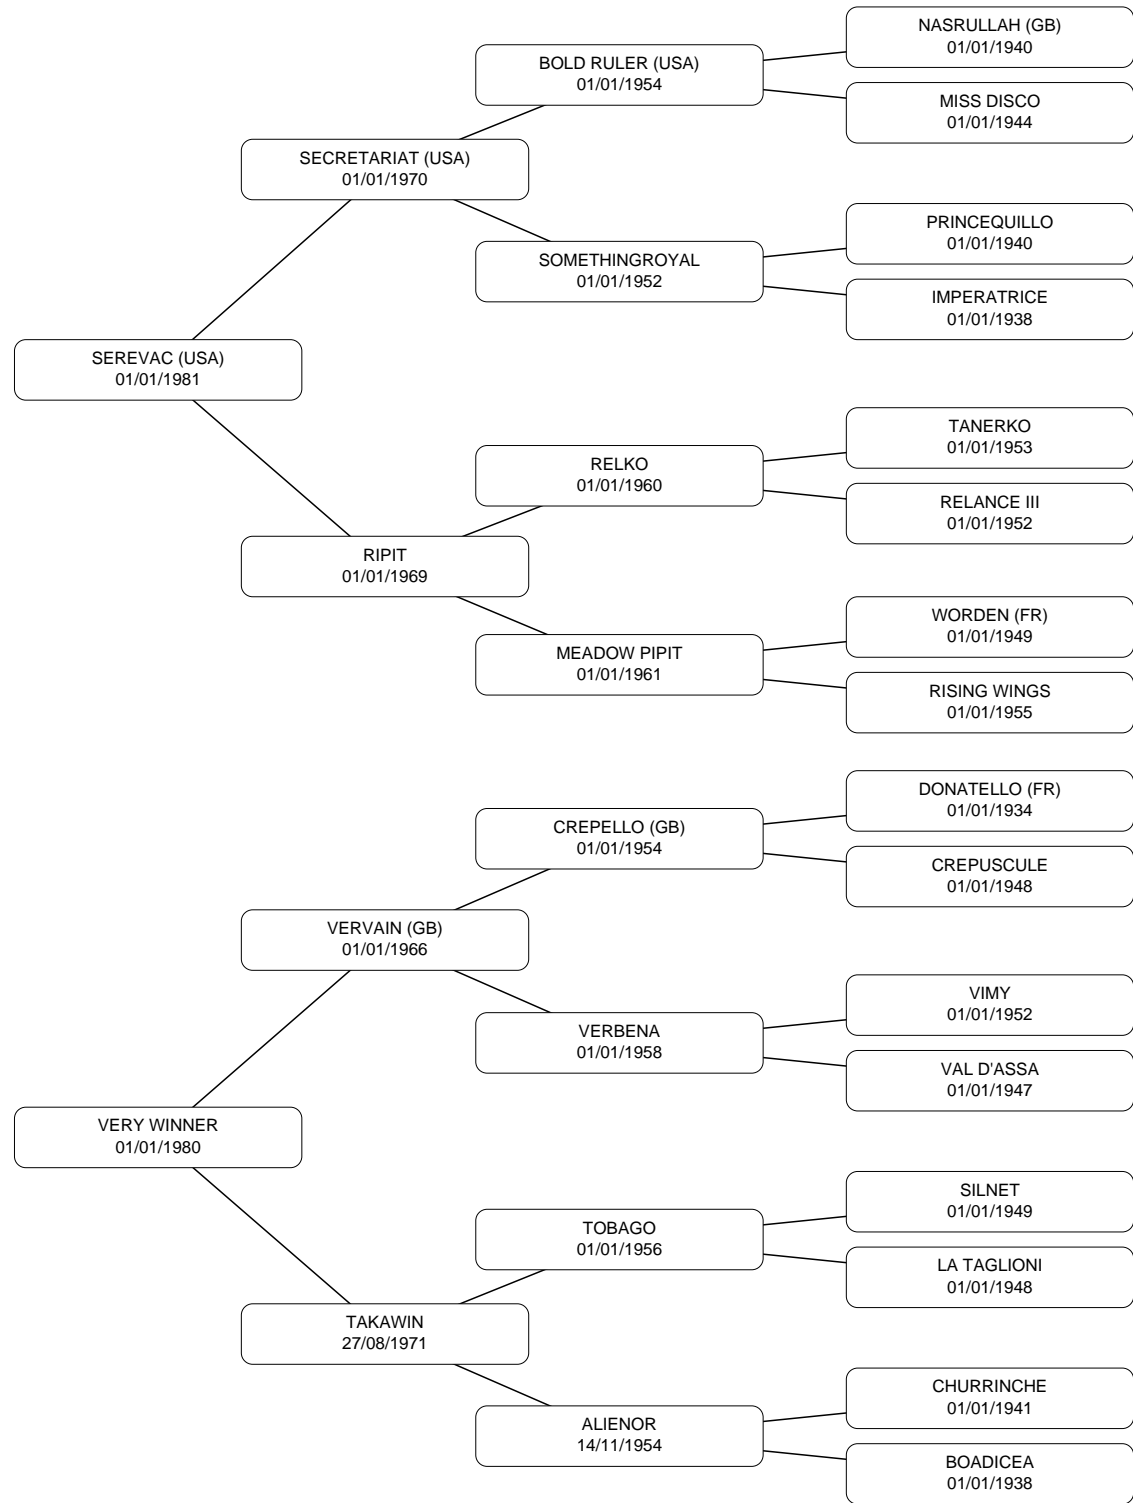 NASRULLAH (GB)
01/01/1940
BOLD RULER (USA)
01/01/1954
MISS DISCO
01/01/1944
SECRETARIAT (USA)
01/01/1970
PRINCEQUILLO
01/01/1940
SOMETHINGROYAL
01/01/1952
IMPERATRICE
01/01/1938
SEREVAC (USA)
01/01/1981
TANERKO
01/01/1953
RELKO
01/01/1960
RELANCE III
01/01/1952
RIPIT
01/01/1969
WORDEN (FR)
01/01/1949
MEADOW PIPIT
01/01/1961
RISING WINGS
01/01/1955
DONATELLO (FR)
01/01/1934
CREPELLO (GB)
01/01/1954
CREPUSCULE
01/01/1948
VERVAIN (GB)
01/01/1966
VIMY
01/01/1952
VERBENA
01/01/1958
VAL D'ASSA
01/01/1947
VERY WINNER
01/01/1980
SILNET
01/01/1949
TOBAGO
01/01/1956
LA TAGLIONI
01/01/1948
TAKAWIN
27/08/1971
CHURRINCHE
01/01/1941
ALIENOR
14/11/1954
BOADICEA
01/01/1938